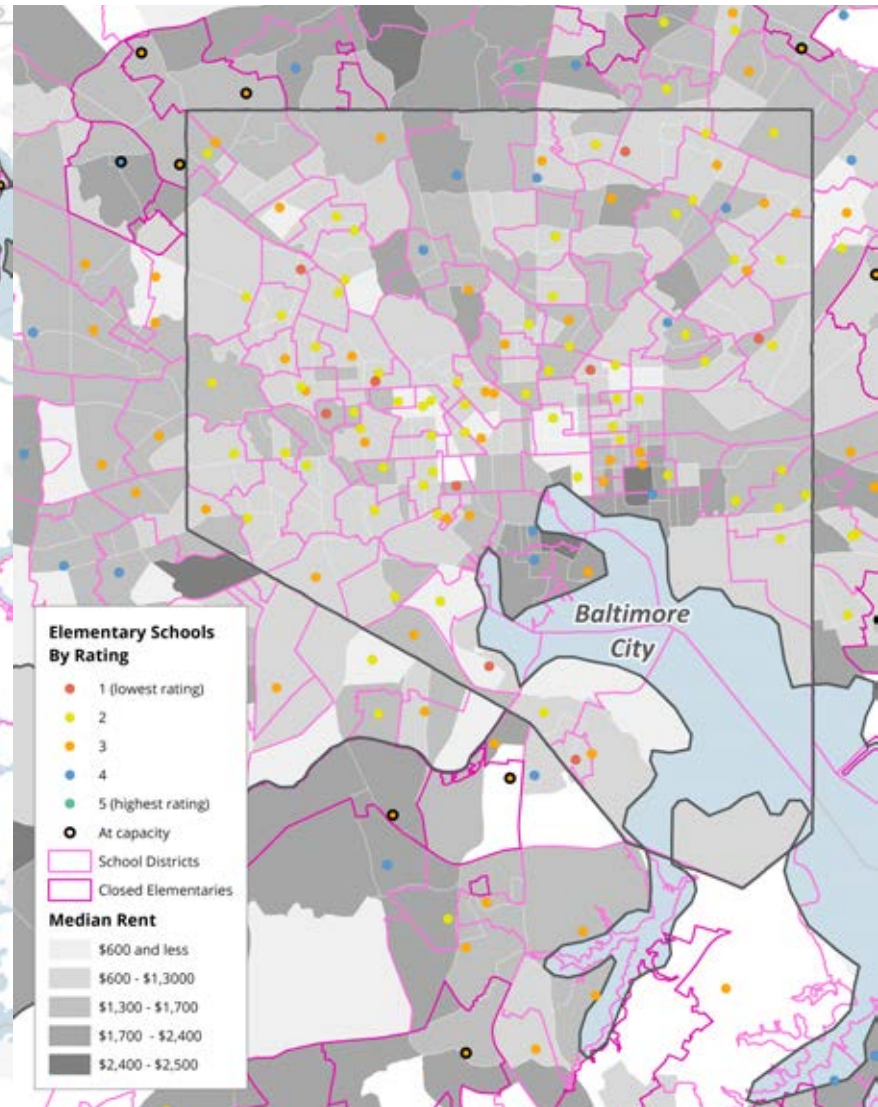 Baltimore
City
Elementary Schools
By Rating
1 (lowest rating)
2
3
4
5 (highest rating)
At capacity
School Districts
Closed Elementaries
Median Rent
$600 and less
$600 - $1,3000
$1,300 - $1,700
$1,700 - $2,400
$2,400 - $2,500